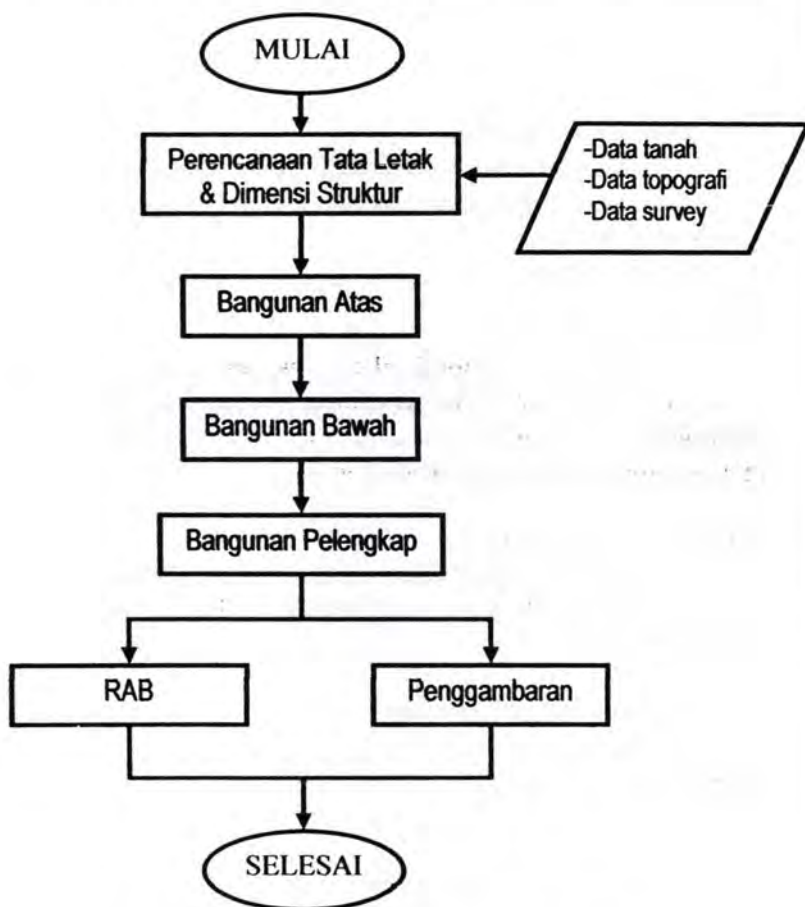 MULAI
Perencanaan Tata Letak
& Dimensi Struktur
-Data tanah
-Data topografi
-Data survey
Bangunan Atas
Bangunan Bawah
Bangunan Pelengkap
RAB
Penggambaran
SELESAI